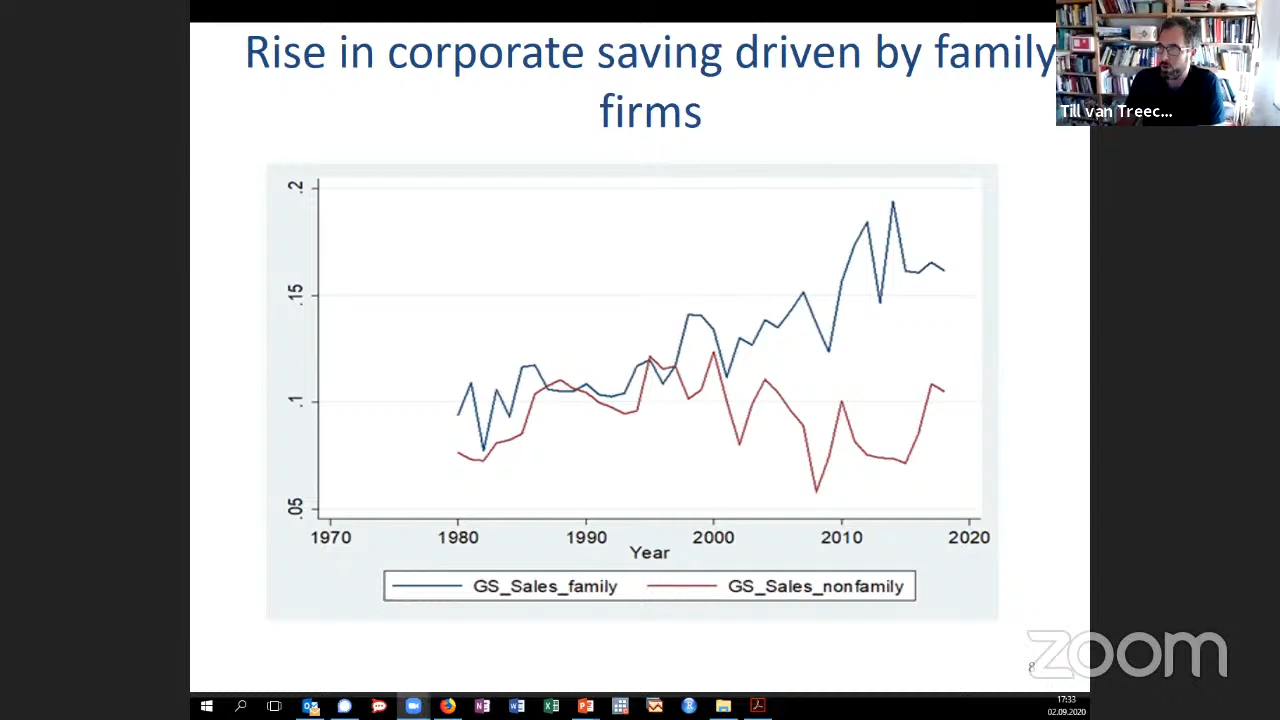 Rise in corporate saving driven by family
firms
Till van Treec...
.2
.15
.1
.05
1970 1980 1990 2000 2010 2020
Year
GS_Sales_family GS_Sales_nonfamily
8
zoom
17:33
02.09.2020